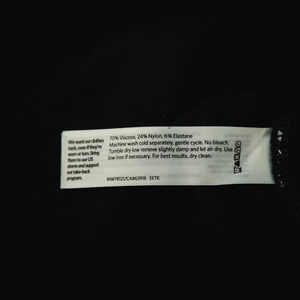 We want our clothes
back, even if they're
worn or torn. Bring
them to our US
stores and support
our take-back
program.
70% Viscose, 24% Nylon, 6% Elastane
Machine wash cold separately, gentle cycle. No bleach.
Tumble dry low remove slightly damp and let air dry. Use
low iron if necessary. For best results, dry clean.
EETK